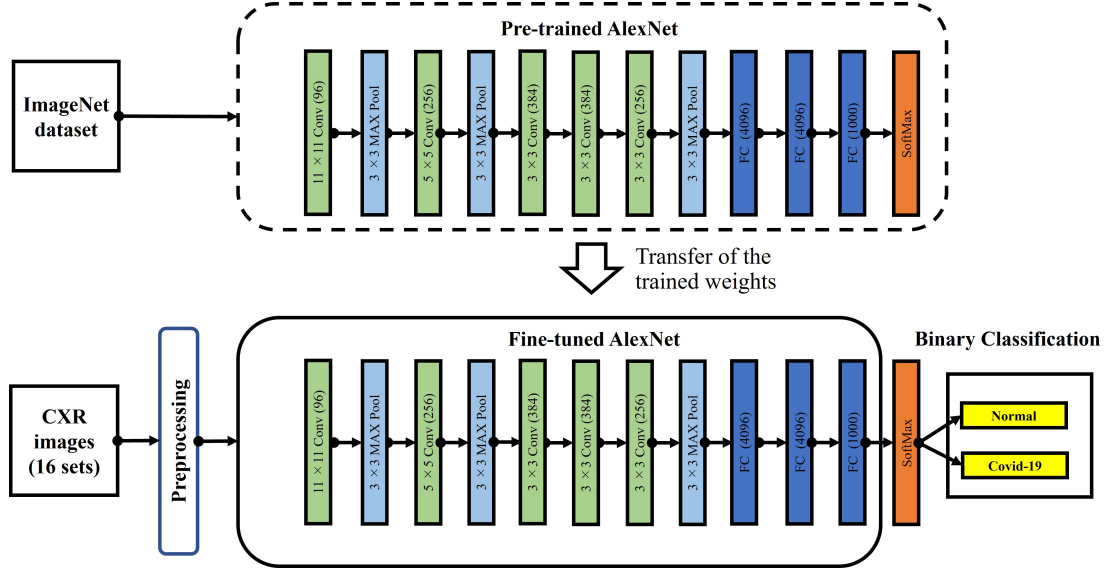 Pre-trained AlexNet
ImageNet
dataset
11 ×11 Conv (96)
3 ×3 MAX Pool
5 ×5 Conv (256)
3 ×3 MAX Pool
3 ×3 Conv (384)
3 ×3 Conv (384)
3 ×3 Conv (256)
3 ×3 MAX Pool
FC (4096)
FC (4096)
FC (1000)
SoftMax
Transfer of the
trained weights
Fine-tuned AlexNet
Binary Classification
CXR
images
(16 sets)
Preprocessing
11 ×11 Conv (96)
3 ×3 MAX Pool
5 ×5 Conv (256)
3 ×3 MAX Pool
3 ×3 Conv (384)
3 ×3 Conv (384)
3 ×3 Conv (256)
3 ×3 MAX Pool
FC (4096)
FC (4096)
FC (1000)
SoftMax
Normal
Covid-19